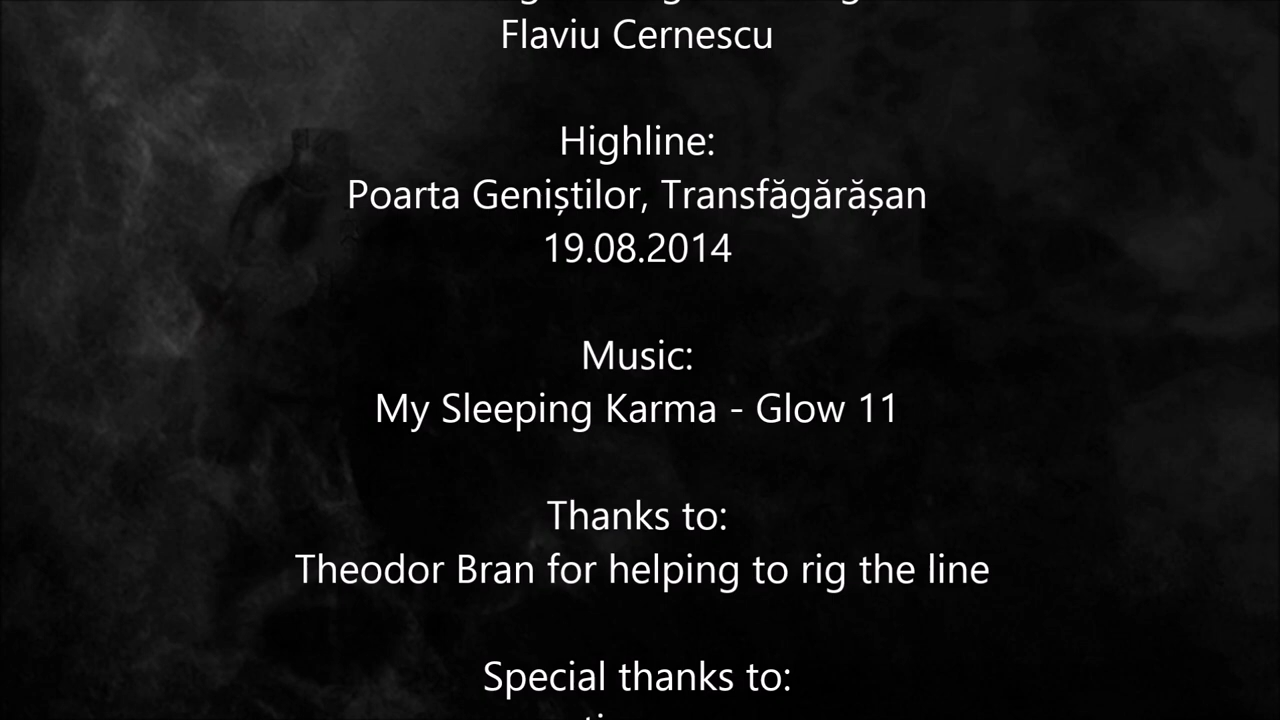 Flaviu Cernescu
Highline:
Poarta Geniștilor, Transfăgărășan
19.08.2014
Music:
My Sleeping Karma - Glow 11
Thanks to:
Theodor Bran for helping to rig the line
Special thanks to: